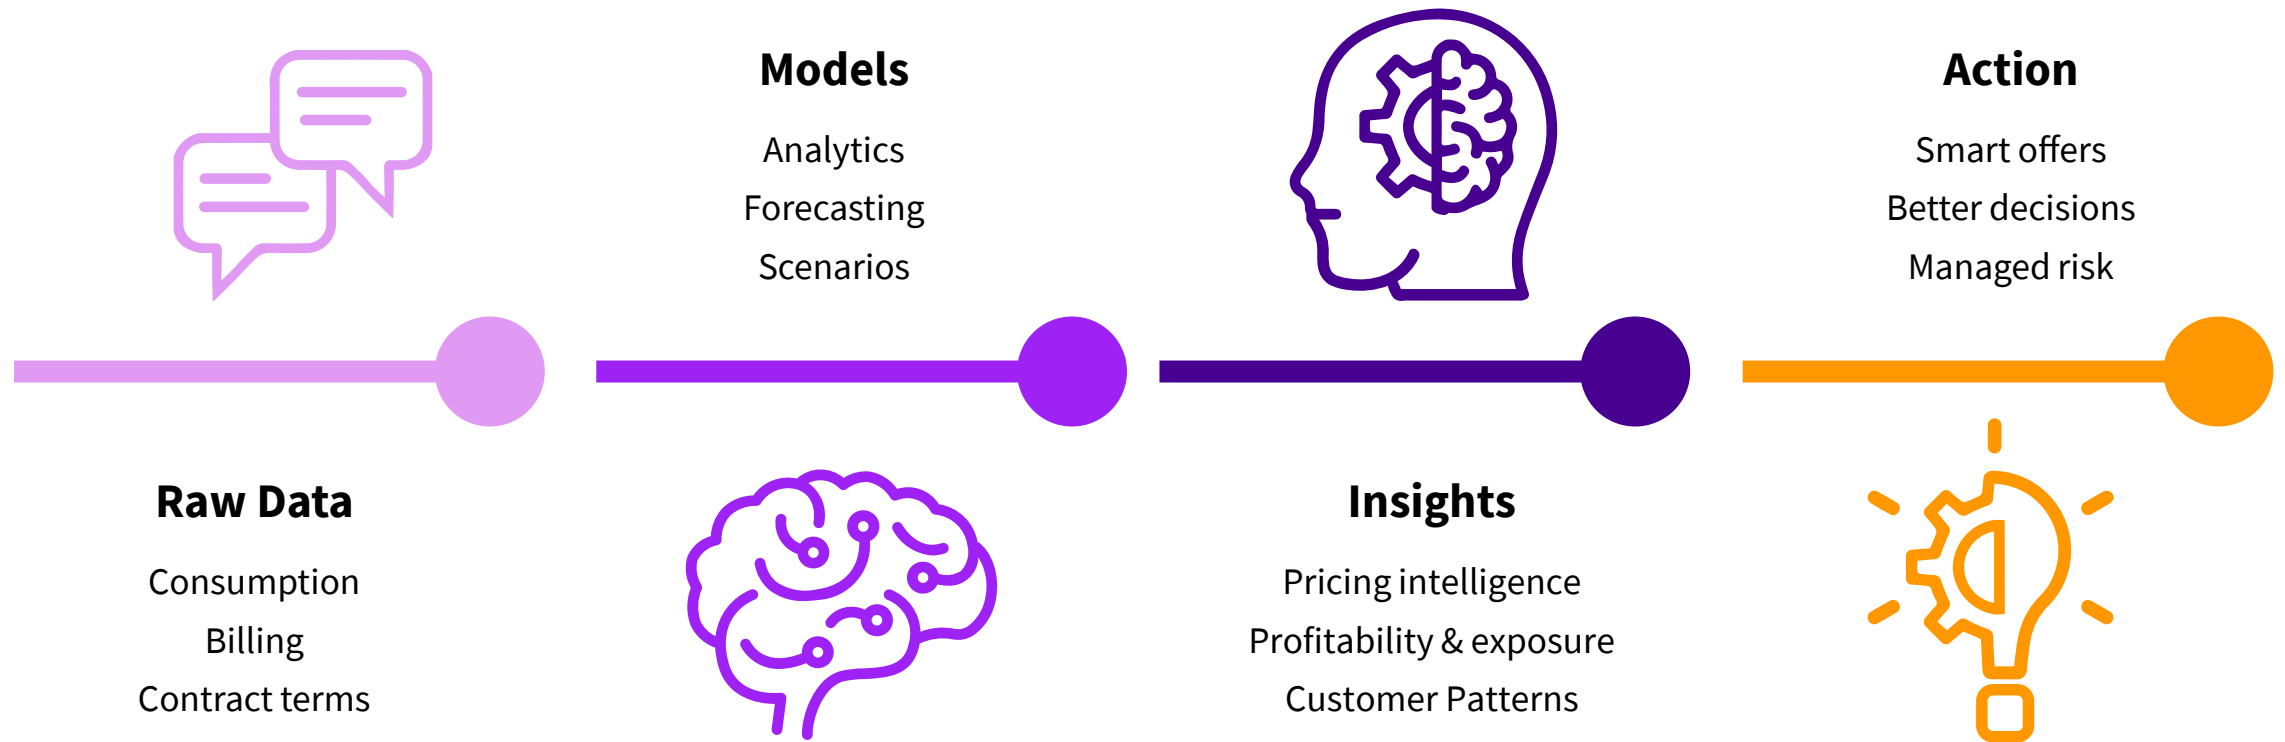 Raw Data
Consumption
Billing
Contract terms
Models
Analytics
Forecasting
Scenarios
Insights
Pricing intelligence
Profitability & exposure
Customer Patterns
Action
Smart offers
Better decisions
Managed risk